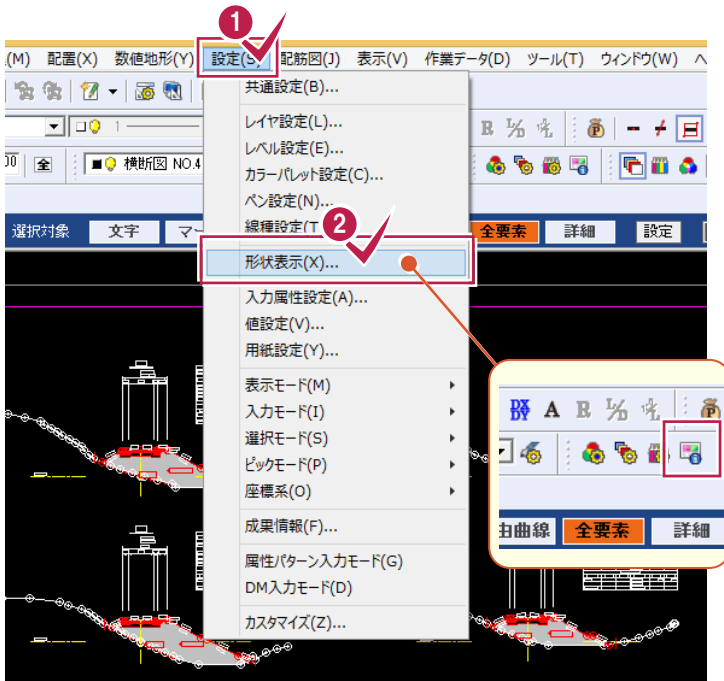 1
(M) 配置(X) 数値地形(Y) 設定(S) 配筋図(J) 表示(V) 作業データ(D) ツール(T) ウィンドウ(W) ヘ
共通設定(B)...
1
レイヤ設定(L)...
全 横断図 NO.4
レベル設定(E)...
カラーパレット設定(C)...
ペン設定(N)...
線種設定(T
2
選択対象 文字 マー 全要素 詳細 設定
形状表示(X)...
入力属性設定(A)...
値設定(V)...
用紙設定(Y)...
表示モード(M)
入力モード(I)
選択モード(S)
ピックモード(P)
座標系(O)
成果情報(F)...
属性パターン入力モード(G)
DM入力モード(D)
カスタマイズ(Z)...
A B L/D
由曲線 全要素 詳細